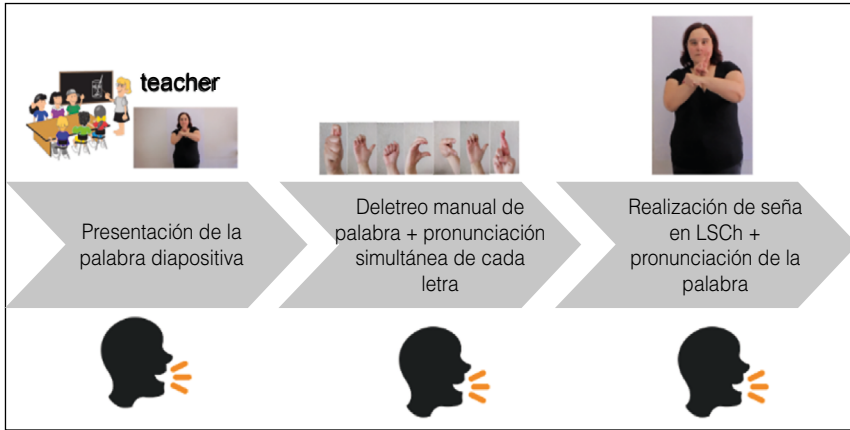 teacher
Presentación de la
palabra diapositiva
Deletreo manual de
palabra + pronunciación
simultánea de cada
letra
Realización de seña
en LSCh +
pronunciación de la
palabra